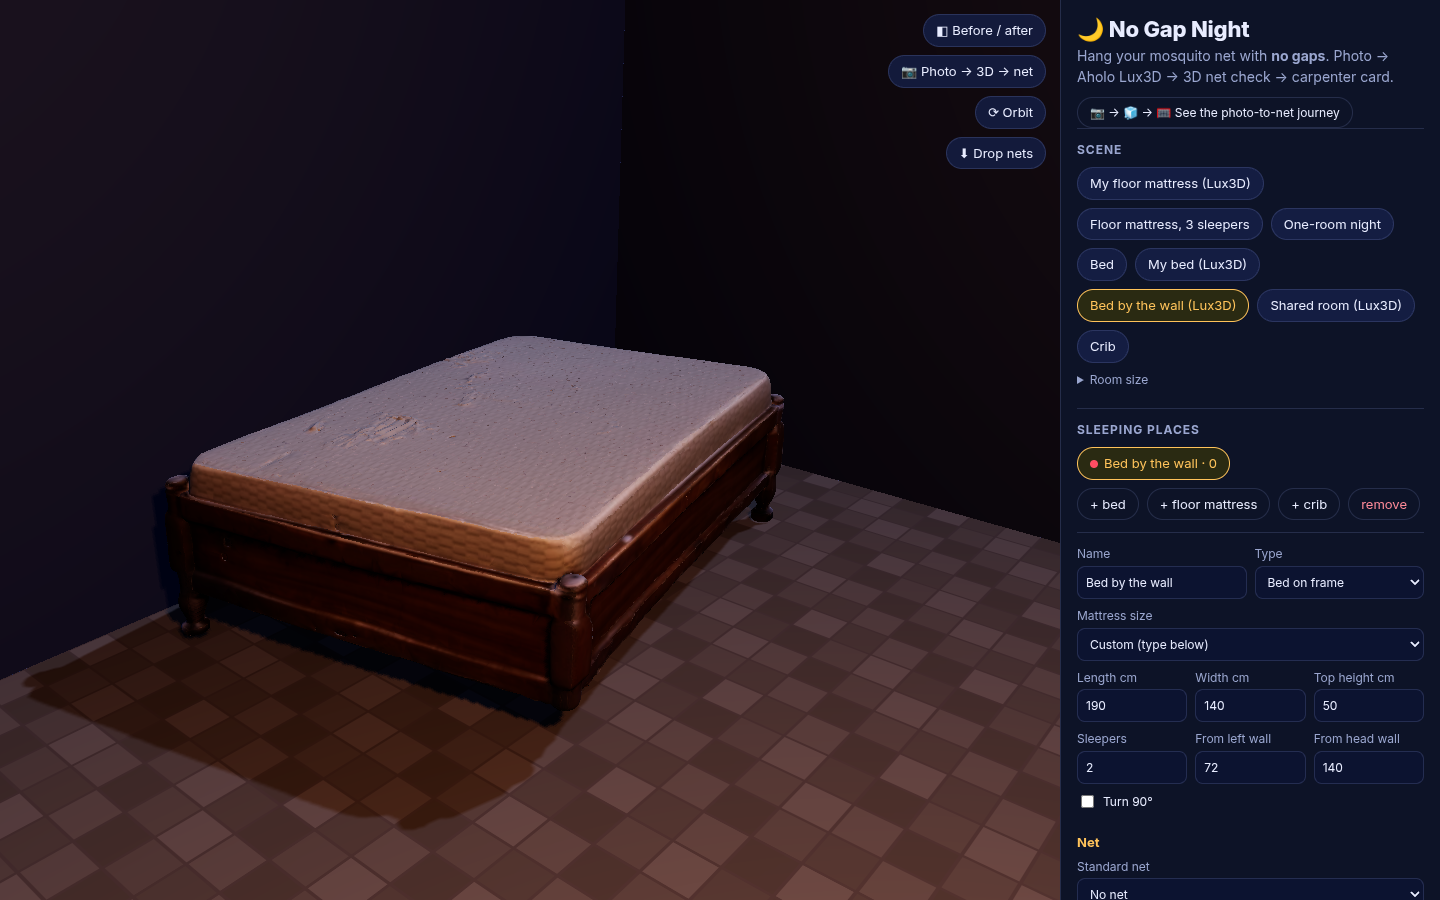 Before / after
Photo → 3D → net
Orbit
Drop nets
No Gap Night
Hang your mosquito net with no gaps. Photo →
Aholo Lux3D → 3D net check → carpenter card.
→ → See the photo-to-net journey
SCENE
My floor mattress (Lux3D)
Floor mattress, 3 sleepers One-room night
Bed My bed (Lux3D)
Bed by the wall (Lux3D) Shared room (Lux3D)
Crib
Room size
SLEEPING PLACES
Bed by the wall · 0
+ bed + floor mattress + crib remove
Name Type
Bed by the wall Bed on frame
Mattress size
Custom (type below)
Length cm Width cm Top height cm
190 140 50
Sleepers From left wall From head wall
2 72 140
Turn 90°
Net
Standard net
No net